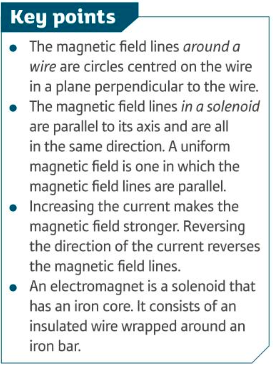 Key points
• The magnetic field lines around a
wire are circles centred on the wire
in a plane perpendicular to the wire.
• The magnetic field lines in a solenoid
are parallel to its axis and are all
in the same direction. A uniform
magnetic field is one in which the
magnetic field lines are parallel.
• Increasing the current makes the
magnetic field stronger. Reversing
the direction of the current reverses
the magnetic field lines.
• An electromagnet is a solenoid that
has an iron core. It consists of an
insulated wire wrapped around an
iron bar.